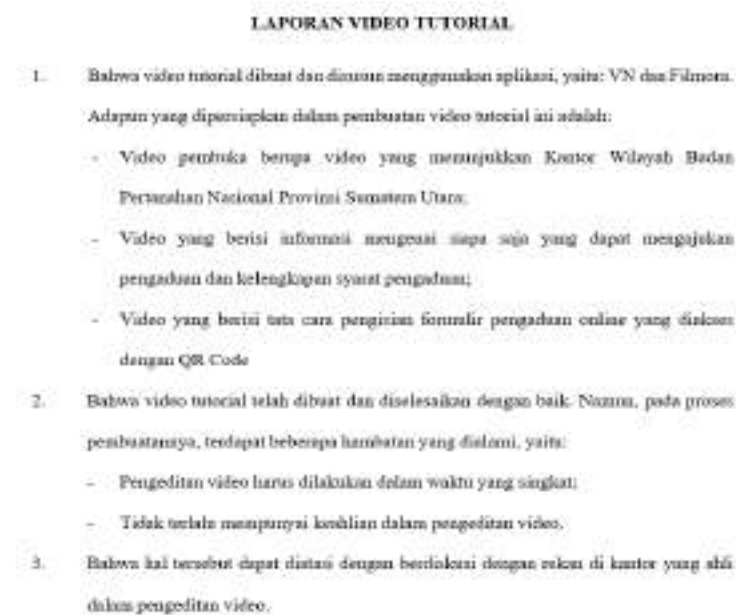 LAPORAN VIDEO TUTORIAL
1. Bahwa video tutorial dibuat dan disusun menggunakan aplikasi, yaitu: VN dan Filmora.
Adapun yang dipersiapkan dalam pembuatan video tutorial ini adalah:
- Video pembuka berupa video yang menunjukkan Kantor Wilayah Badan
Pertanahan Nasional Provinsi Sumatera Utara;
- Video yang berisi informasi mengenai siapa saja yang dapat mengajukan
pengaduan dan kelengkapan syarat pengaduan;
- Video yang berisi tata cara pengisian formulir pengaduan online yang diakses
dengan QR Code
2. Bahwa video tutorial telah dibuat dan diselesaikan dengan baik. Namun, pada proses
pembuatannya, terdapat beberapa hambatan yang dialami, yaitu:
- Pengeditan video harus dilakukan dalam waktu yang singkat;
- Tidak terlalu mempunyai keahlian dalam pengeditan video.
3. Bahwa hal tersebut dapat diatasi dengan berdiskusi dengan rekan di kantor yang ahli
dalam pengeditan video.